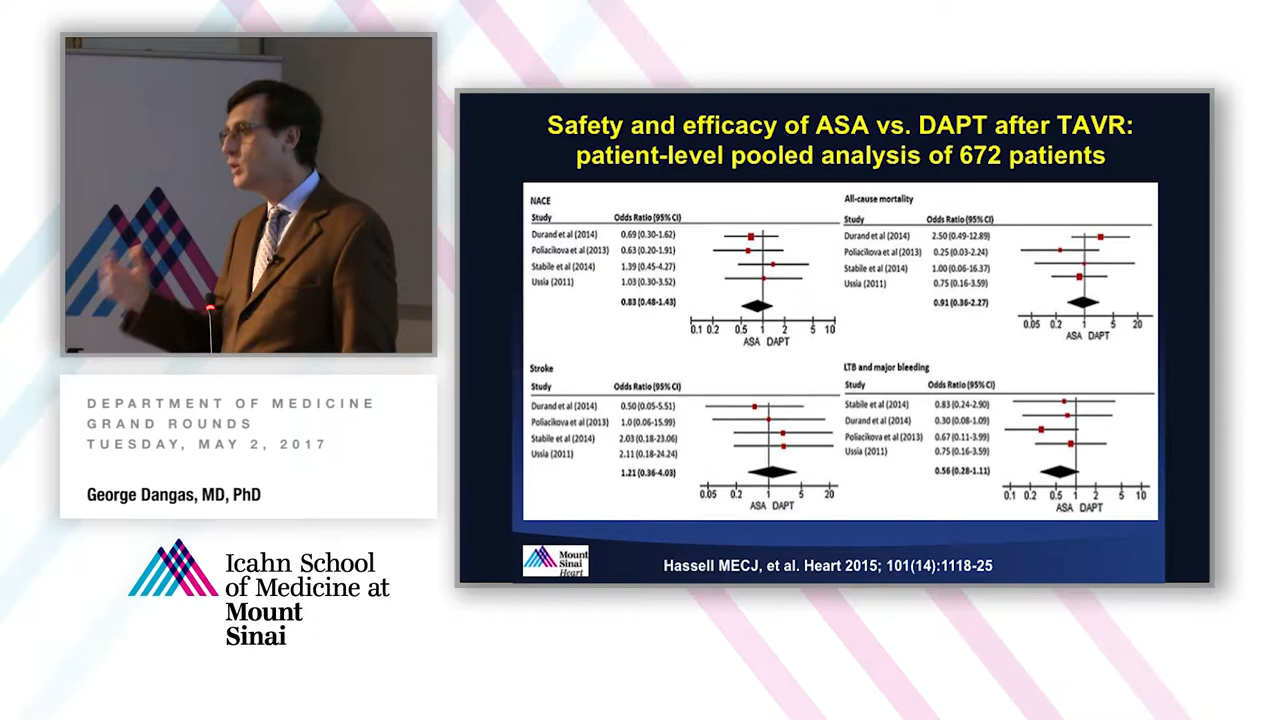 DEPARTMENT OF MEDICINE
GRAND ROUNDS
TUESDAY, MAY 2, 2017
George Dangas, MD, PhD
Icahn School
of Medicine at
Mount
Sinai
Safety and efficacy of ASA vs. DAPT after TAVR:
patient-level pooled analysis of 672 patients
NACE
Study Odds Ratio (95% CI)
Durand et al (2014) 0.69 (0.30-1.62)
Poliacikova et al (2013) 0.63 (0.20-1.91)
Stabile et al (2014) 1.39 (0.45-4.27)
Ussia (2011) 1.03 (0.30-3.52)
0.83 (0.48-1.43)
0.1 0.2 0.5 1 2 5 10
ASA DAPT
All-cause mortality
Study Odds Ratio (95% CI)
Durand et al (2014) 2.50 (0.49-12.89)
Poliacikova et al (2013) 0.25 (0.03-2.24)
Stabile et al (2014) 1.00 (0.06-16.37)
Ussia (2011) 0.75 (0.16-3.59)
0.91 (0.36-2.27)
0.05 0.2 1 5 20
ASA DAPT
Stroke
Study Odds Ratio (95% CI)
Durand et al (2014) 0.50 (0.05-5.51)
Poliacikova et al (2013) 1.0 (0.06-15.99)
Stabile et al (2014) 2.03 (0.18-23.06)
Ussia (2011) 2.11 (0.18-24.24)
1.21 (0.36-4.03)
0.05 0.2 1 5 20
ASA DAPT
LTB and major bleeding
Study Odds Ratio (95% CI)
Stabile et al (2014) 0.83 (0.24-2.90)
Durand et al (2014) 0.30 (0.08-1.09)
Poliacikova et al (2013) 0.67 (0.11-3.99)
Ussia (2011) 0.75 (0.16-3.59)
0.56 (0.28-1.11)
0.1 0.2 0.5 1 2 5 10
ASA DAPT
Mount
Sinai
Heart
Hassell MECJ, et al. Heart 2015; 101(14):1118-25